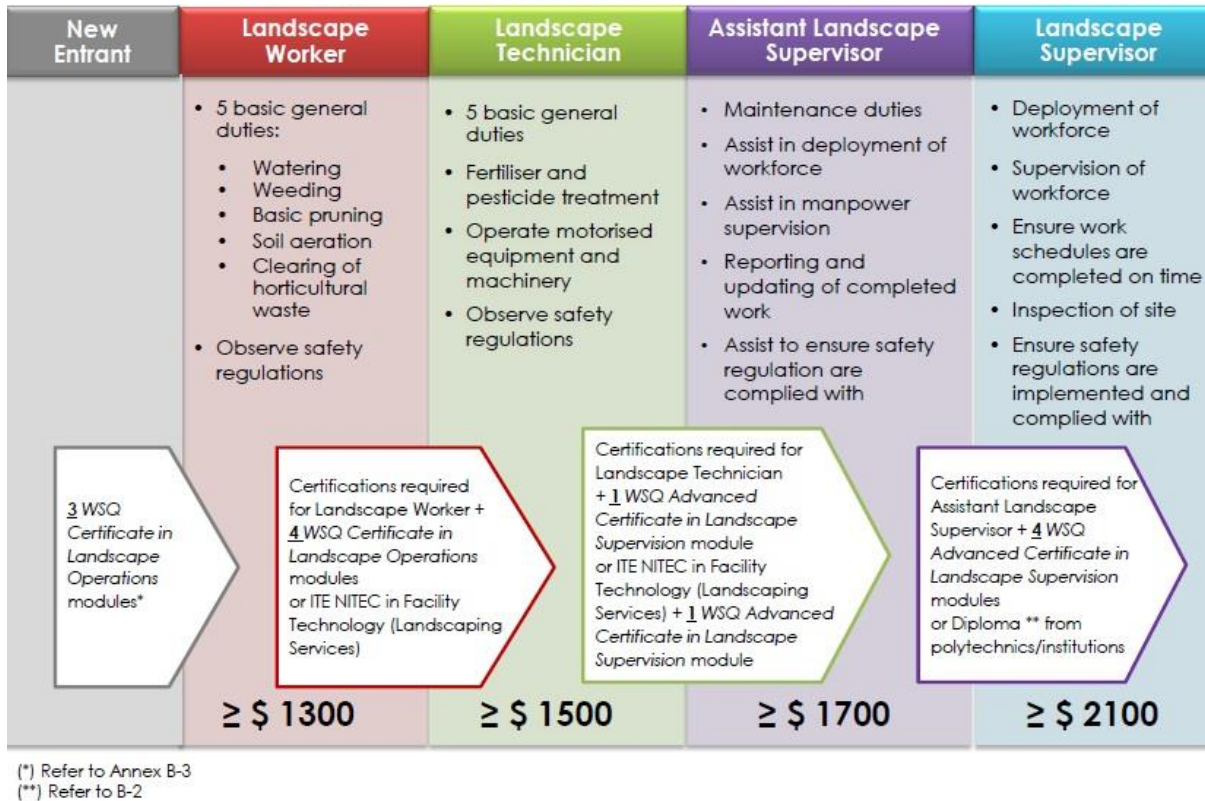 New
Entrant
Landscape
Worker
Landscape
Technician
Assistant Landscape
Supervisor
Landscape
Supervisor
• 5 basic general
duties:
• Watering
• Weeding
• Basic pruning
• Soil aeration
• Clearing of
horticultural
waste
• Observe safety
regulations
• 5 basic general
duties
• Fertiliser and
pesticide treatment
• Operate motorised
equipment and
machinery
• Observe safety
regulations
• Maintenance duties
• Assist in deployment of
workforce
• Assist in manpower
supervision
• Reporting and
updating of completed
work
• Assist to ensure safety
regulation are
complied with
• Deployment of
workforce
• Supervision of
workforce
• Ensure work
schedules are
completed on time
• Inspection of site
• Ensure safety
regulations are
implemented and
complied with
3 WSQ
Certificate in
Landscape
Operations
modules*
Certifications required
for Landscape Worker +
4 WSQ Certificate in
Landscape Operations
modules
or ITE NITEC in Facility
Technology (Landscaping
Services)
Certifications required for
Landscape Technician
+ 1 WSQ Advanced
Certificate in Landscape
Supervision module
or ITE NITEC in Facility
Technology (Landscaping
Services) + 1 WSQ Advanced
Certificate in Landscape
Supervision module
Certifications required for
Assistant Landscape
Supervisor + 4 WSQ
Advanced Certificate in
Landscape Supervision
modules
or Diploma ** from
polytechnics/institutions
≥ $ 1300
≥ $ 1500
≥ $ 1700
≥ $ 2100
(*) Refer to Annex B-3
(**) Refer to B-2